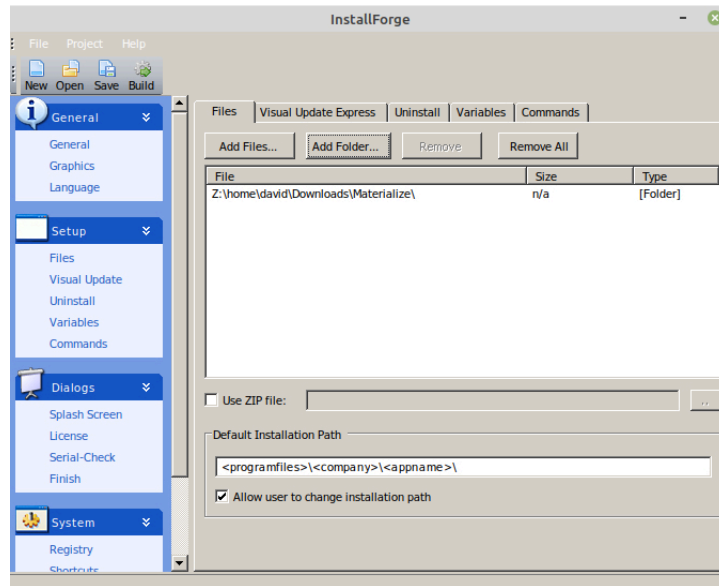 InstallForge
File Project Help
New Open Save Build
General
General
Graphics
Language
Setup
Files
Visual Update
Uninstall
Variables
Commands
Dialogs
Splash Screen
License
Serial-Check
Finish
System
Registry
Shortcuts
Files Visual Update Express Uninstall Variables Commands
Add Files... Add Folder... Remove Remove All
File Size Type
Z:\home\david\Downloads\Materialize\ n/a [Folder]
Use ZIP file: ..
Default Installation Path
<programfiles>\<company>\<appname>\
Allow user to change installation path